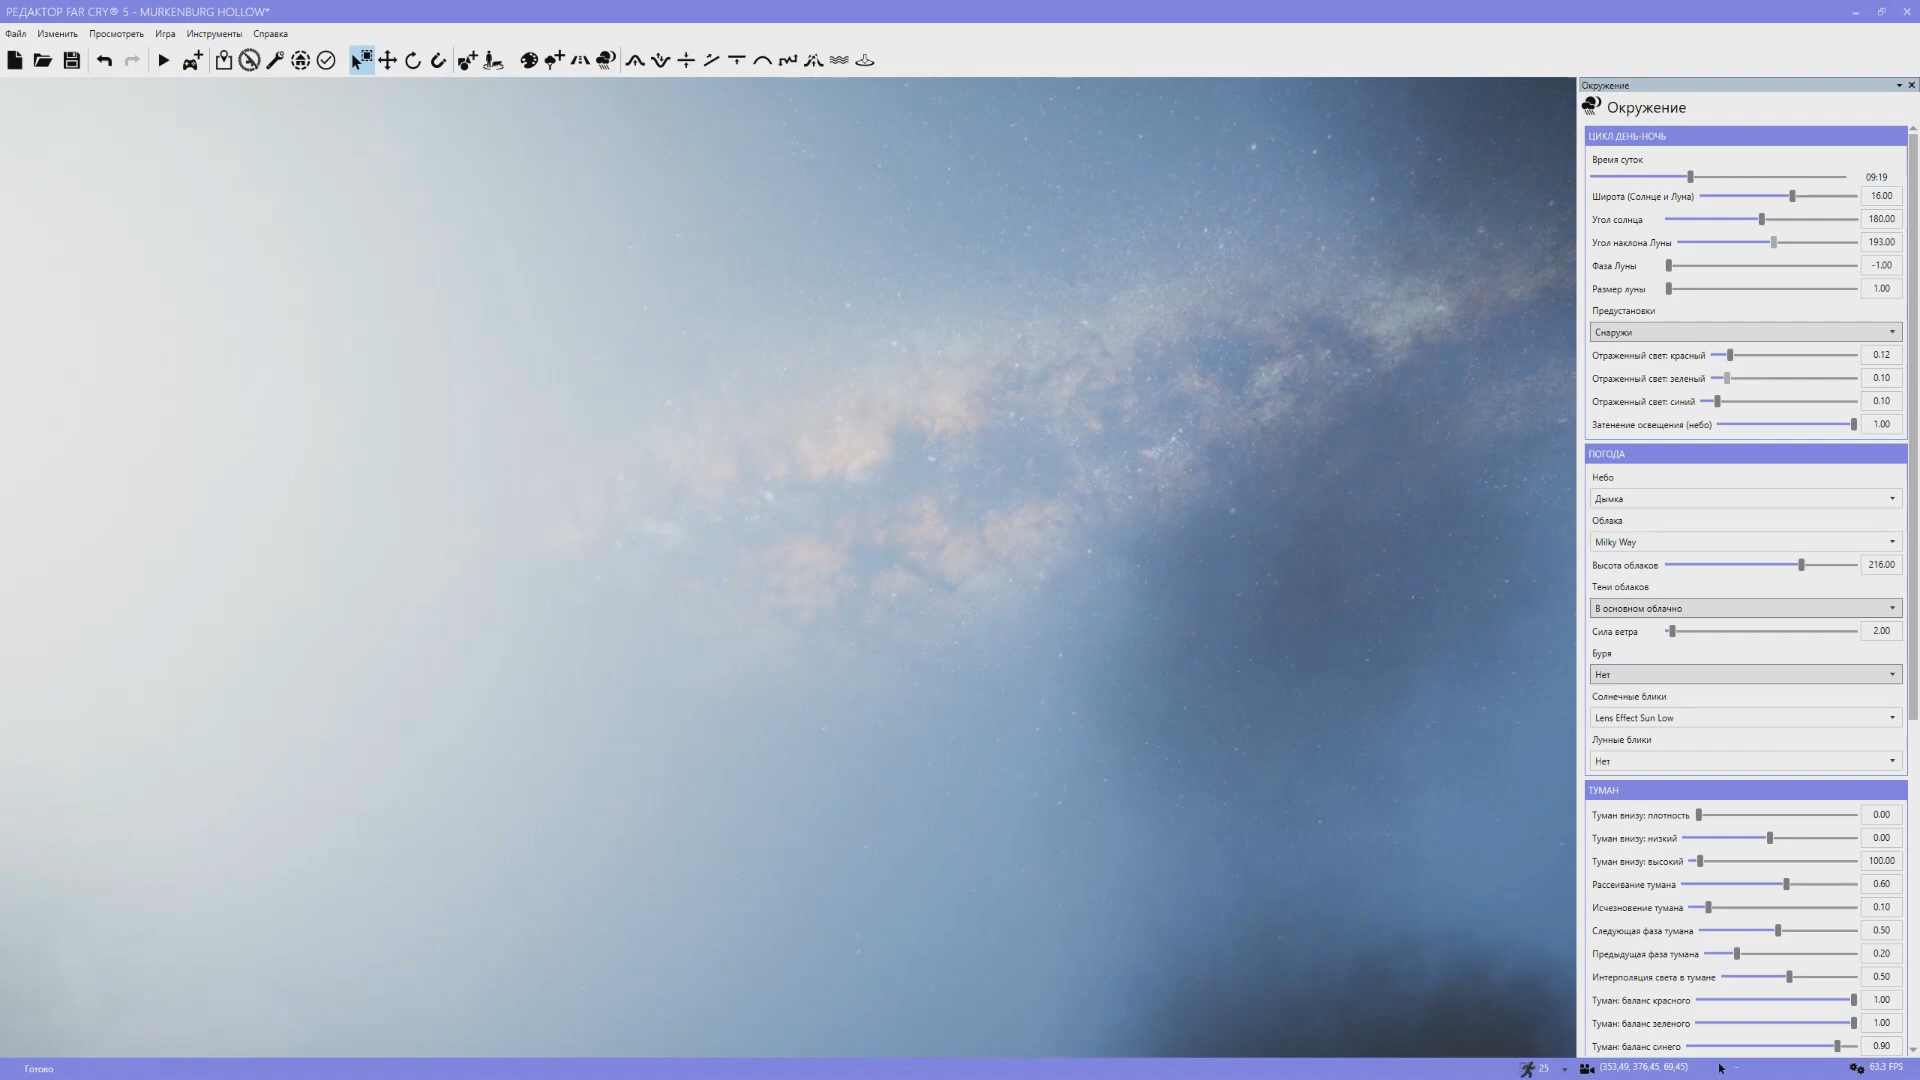 РЕДАКТОР FAR CRY® 5 - MURKENBURG HOLLOW*
Файл Изменить Просмотреть Игра Инструменты Справка
Окружение
Окружение
ЦИКЛ ДЕНЬ-НОЧЬ
Время суток
09:19
Широта (Солнце и Луна) 16.00
Угол солнца 180.00
Угол наклона Луны 193.00
Фаза Луны -1.00
Размер луны 1.00
Предустановки
Снаружи
Отраженный свет: красный 0.12
Отраженный свет: зеленый 0.10
Отраженный свет: синий 0.10
Затенение освещения (небо) 1.00
ПОГОДА
Небо
Дымка
Облака
Milky Way
Высота облаков 216.00
Тени облаков
В основном облачно
Сила ветра 2.00
Буря
Нет
Солнечные блики
Lens Effect Sun Low
Лунные блики
Нет
ТУМАН
Туман внизу: плотность 0.00
Туман внизу: низкий 0.00
Туман внизу: высокий 100.00
Рассеивание тумана 0.60
Исчезновение тумана 0.10
Следующая фаза тумана 0.50
Предыдущая фаза тумана 0.20
Интерполяция света в тумане 0.50
Туман: баланс красного 1.00
Туман: баланс зеленого 1.00
Туман: баланс синего 0.90
Готово 25 (353,49, 376,45, 69,45) - 63.3 FPS